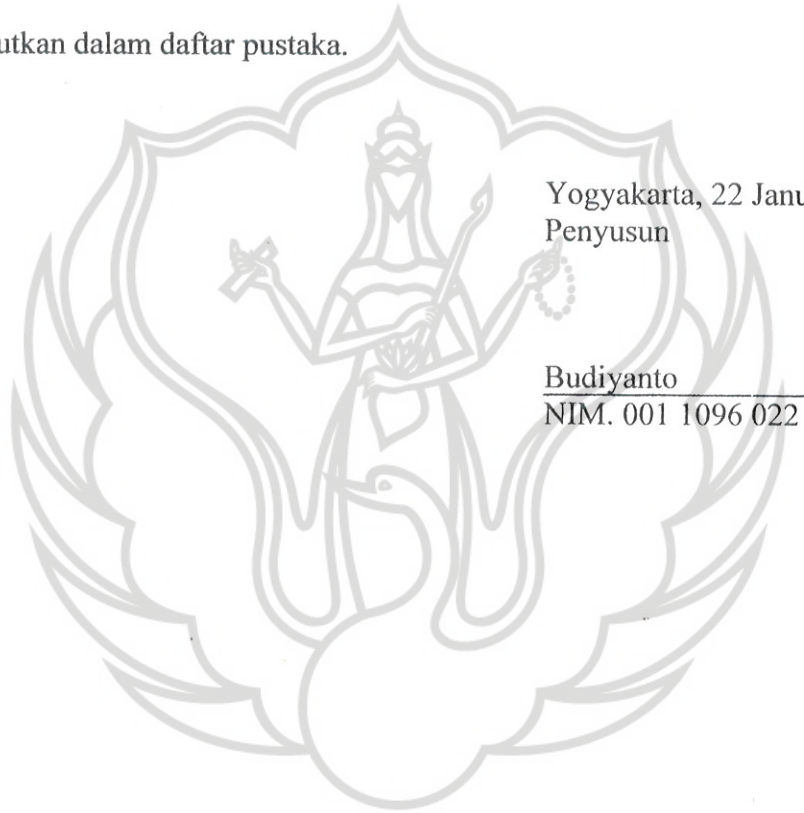 utkan dalam daftar pustaka.
Yogyakarta, 22 Janu
Penyusun
Budiyanto
NIM. 001 1096 022